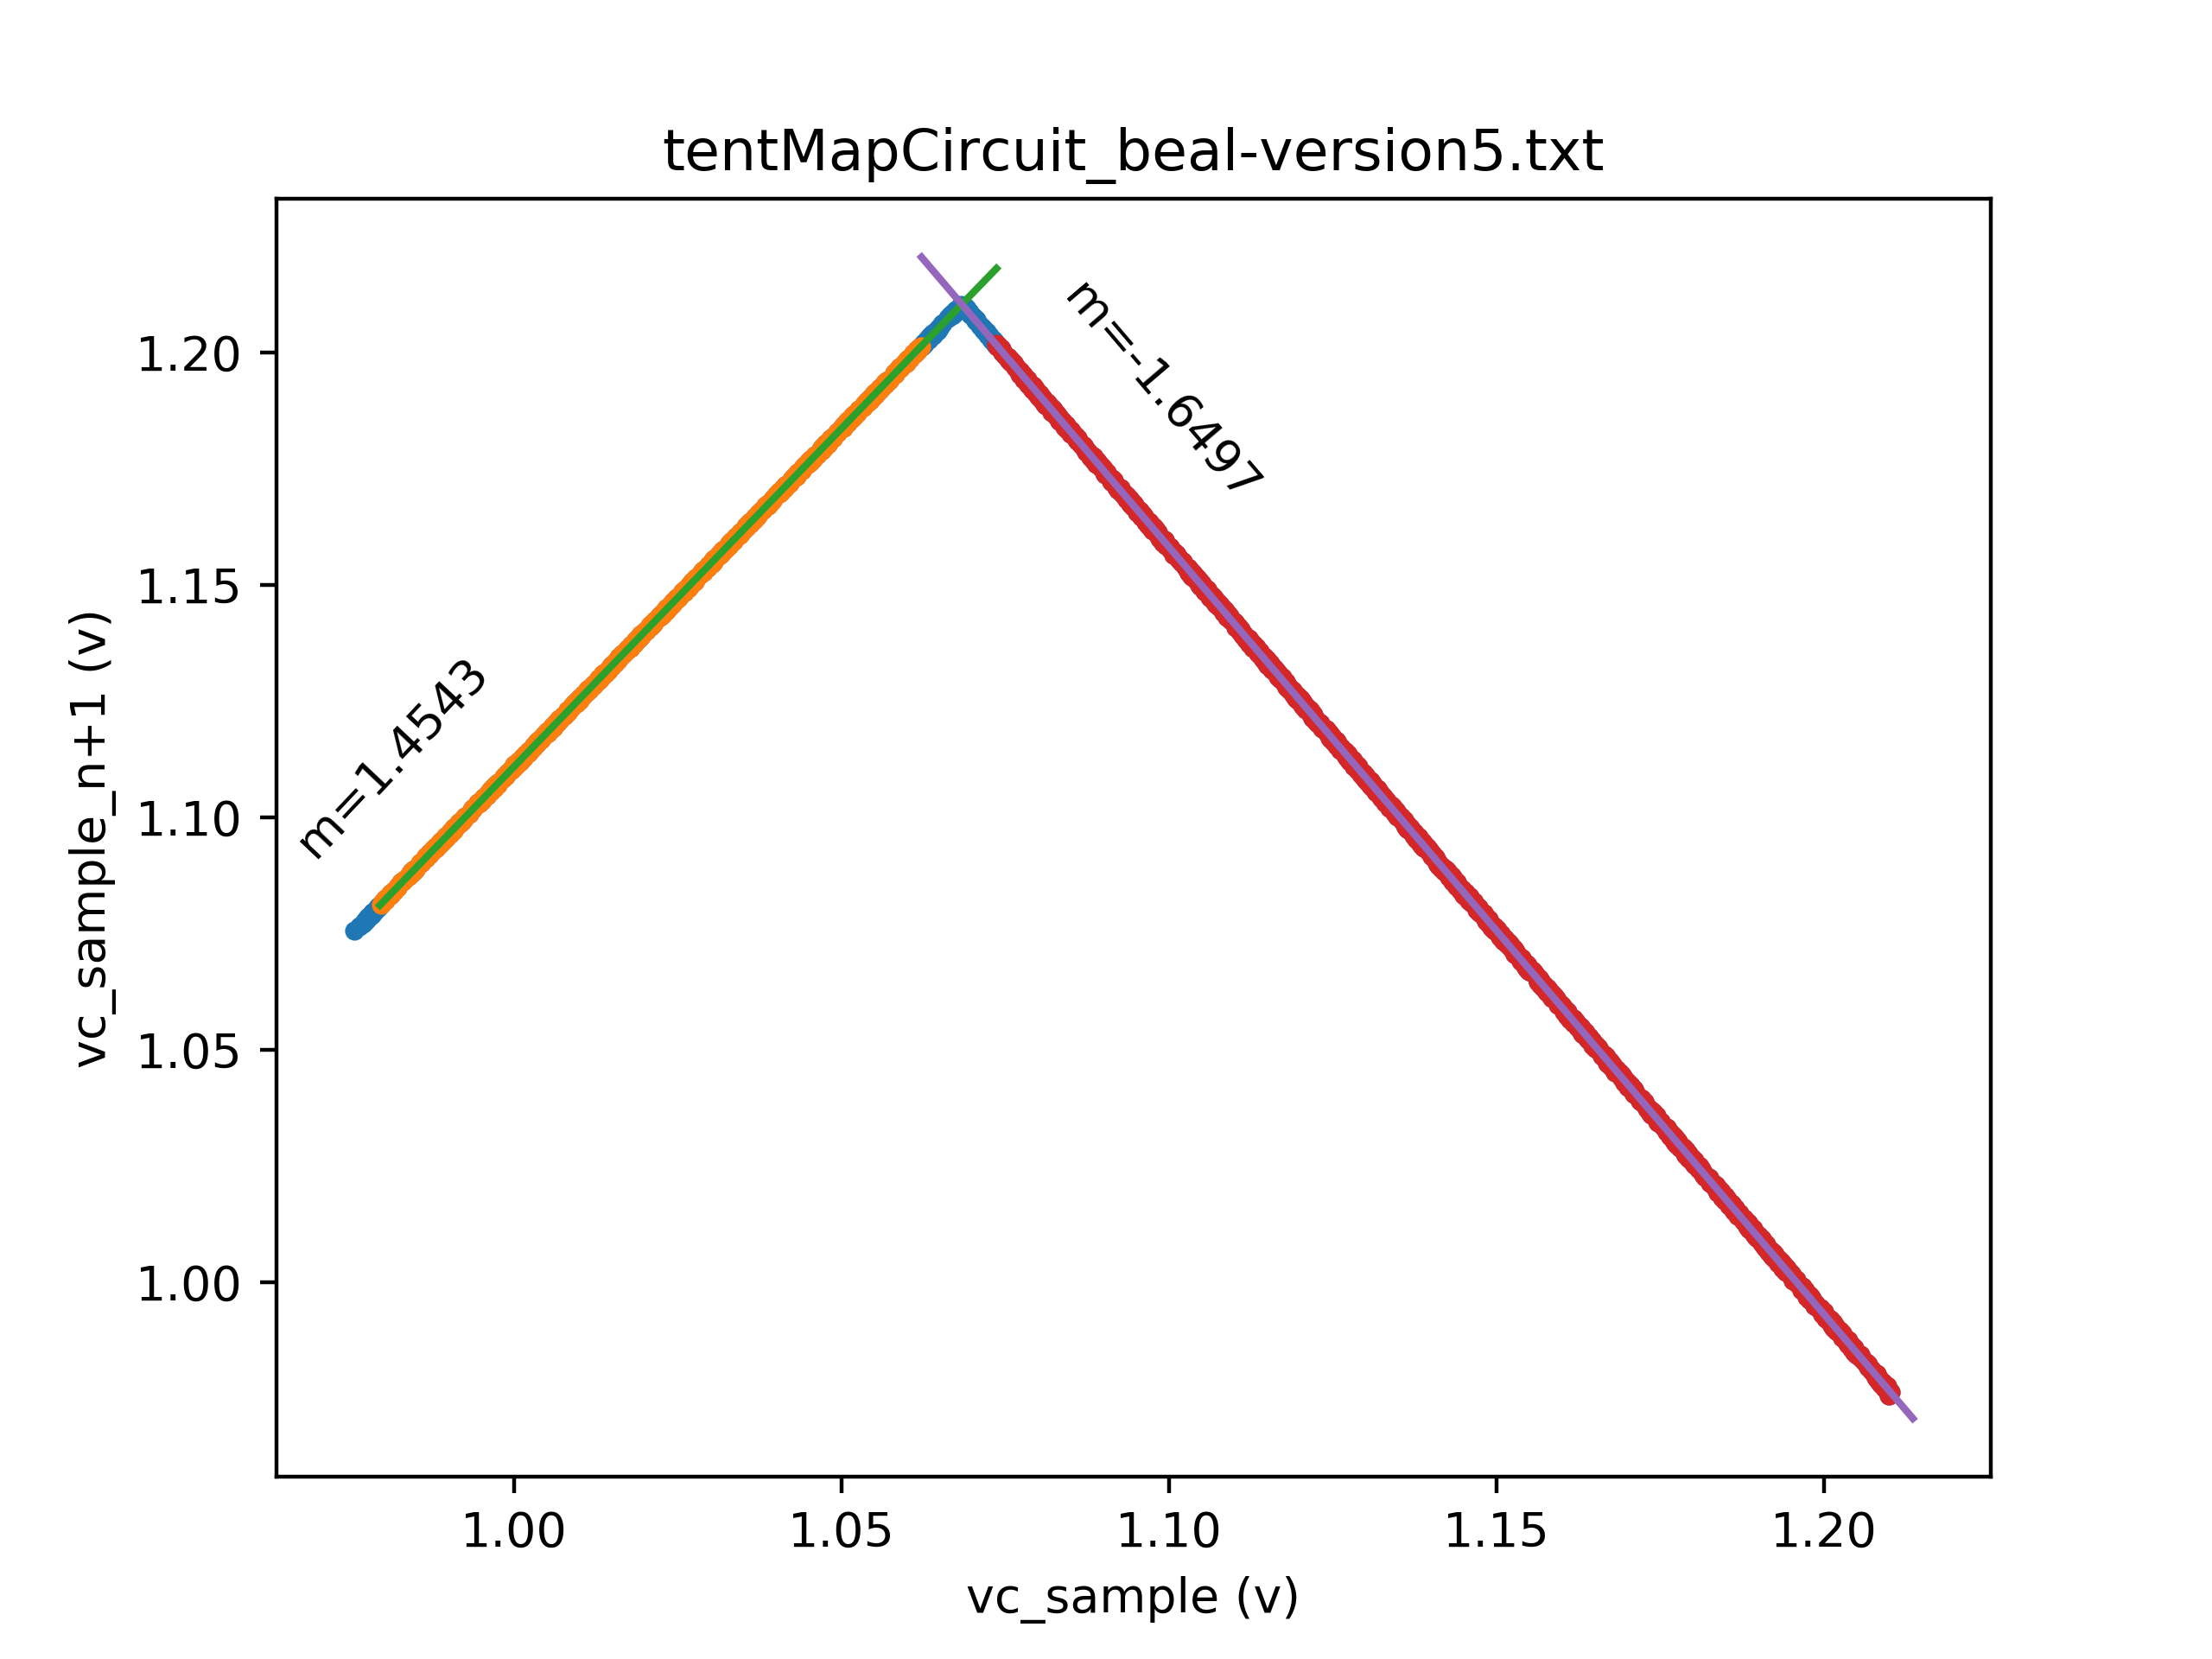 tentMapCircuit_beal-version5.txt
m=-1.6497
m=1.4543
1.20
1.15
1.10
1.05
1.00
vc_sample_n+1 (v)
1.00
1.05
1.10
1.15
1.20
vc_sample (v)